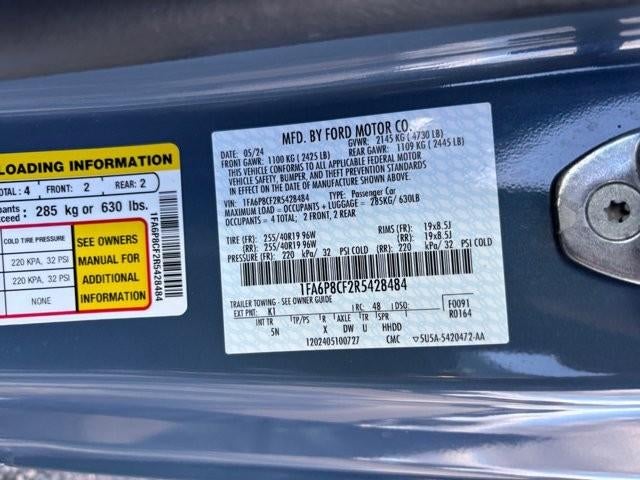 LOADING INFORMATION
TOTAL: 4 FRONT: 2 REAR: 2
pants
xceed: 285 kg or 630 lbs.
COLD TIRE PRESSURE
220 KPA, 32 PSI
220 KPA, 32 PSI
NONE
SEE OWNERS
MANUAL FOR
ADDITIONAL
INFORMATION
1FA6P8CF2R5428484
MFD. BY FORD MOTOR CO.
05/24 GVWR: 2145 KG ( 4730 LB)
FRONT GAWR: 1100 KG ( 2425 LB) REAR GAWR: 1109 KG ( 2445 LB)
THIS VEHICLE CONFORMS TO ALL APPLICABLE FEDERAL MOTOR
VEHICLE SAFETY, BUMPER, AND THEFT PREVENTION STANDARDS
IN EFFECT ON THE DATE OF MANUFACTURE SHOWN ABOVE.
VIN: 1FA6P8CF2R5428484 TYPE: Passenger Car
MAXIMUM LOAD = OCCUPANTS + LUGGAGE = 285KG/ 630LB
OCCUPANTS = 4 TOTAL; 2 FRONT, 2 REAR
TIRE (FR): 255/40R19 96W RIMS (FR): 19x8.5J
(RR): 255/40R19 96W (RR): 19x8.5J
PRESSURE (FR): 220 kPa/ 32 PSI COLD (RR): 220 kPa/ 32 PSI COLD
1FA6P8CF2R5428484
TRAILER TOWING - SEE OWNER GUIDE
EXT PNT: K1 RC: 48 DSO: F0091
R0164
INT TR TP/PS R AXLE TR SPR
5N X DW U HHDD
1202405100727 CMC 5U5A-5420472-AA